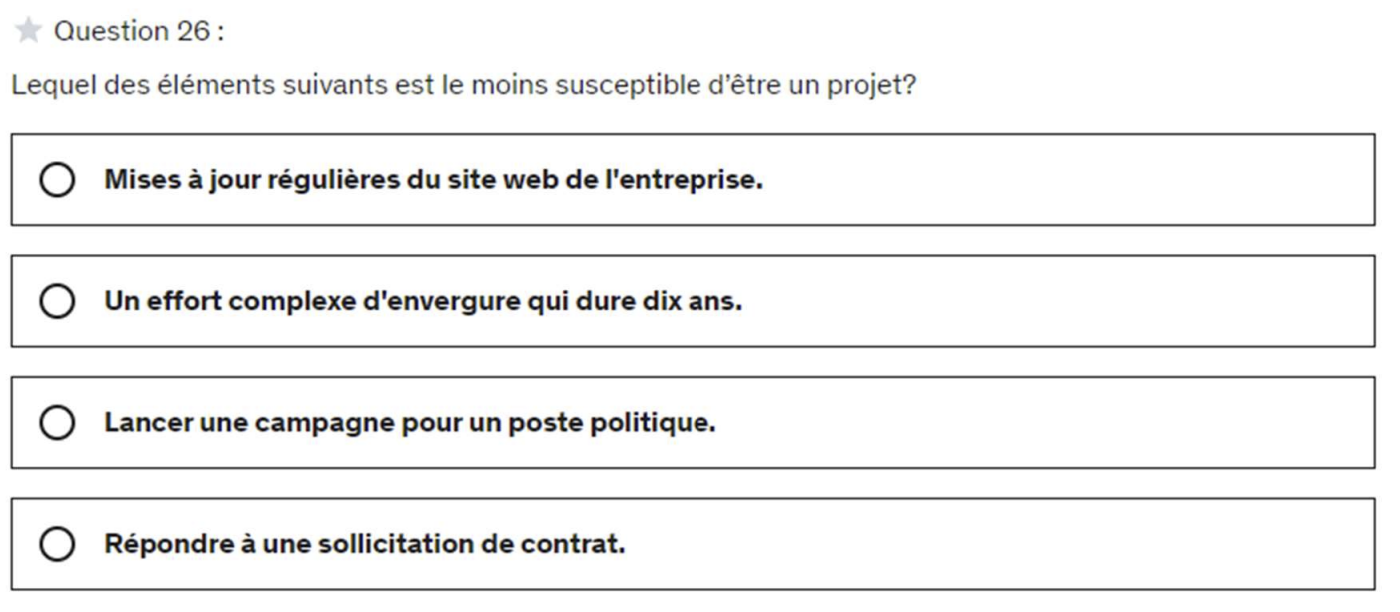 Question 26 :
Lequel des éléments suivants est le moins susceptible d’être un projet?
Mises à jour régulières du site web de l'entreprise.
Un effort complexe d'envergure qui dure dix ans.
Lancer une campagne pour un poste politique.
Répondre à une sollicitation de contrat.